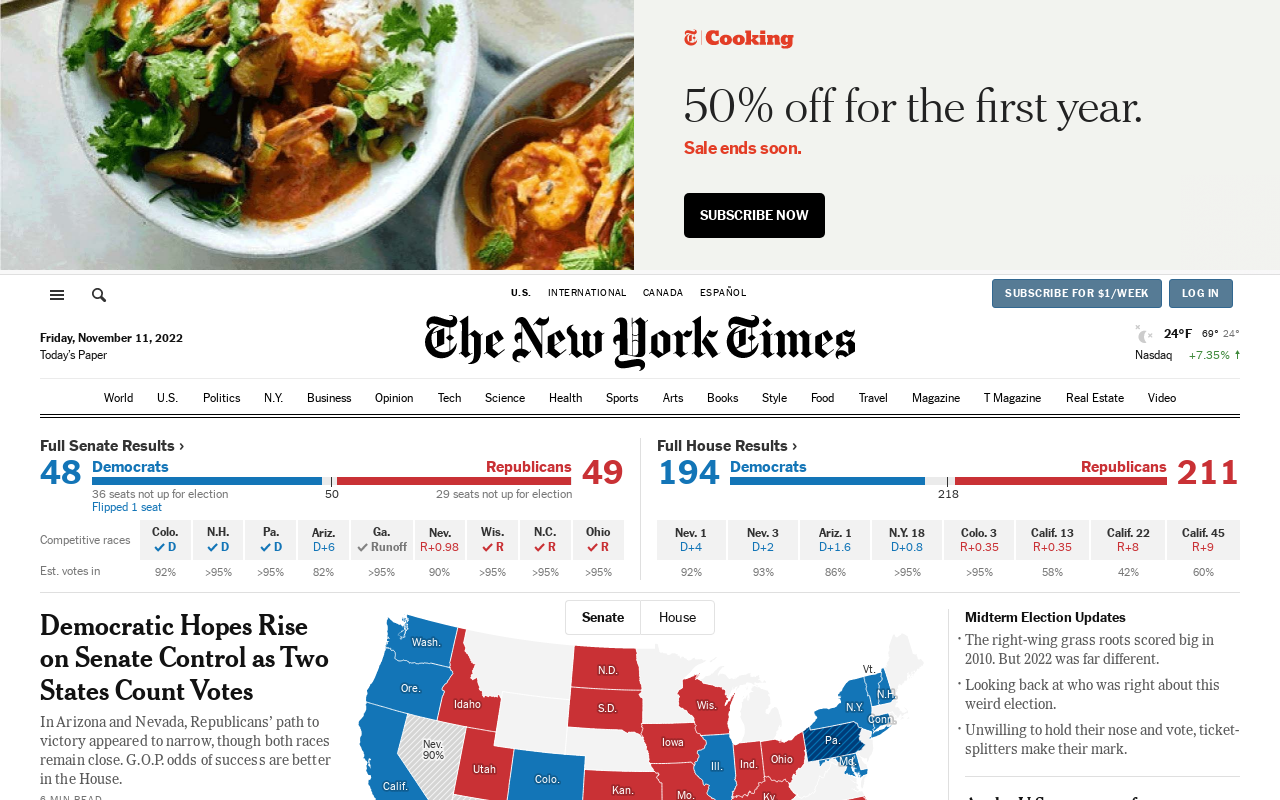 Cooking
50% off for the first year.
Sale ends soon.
SUBSCRIBE NOW
U.S. INTERNATIONAL CANADA ESPAÑOL
SUBSCRIBE FOR $1/WEEK LOG IN
The New York Times
Friday, November 11, 2022
Today's Paper
24°F 69° 24°
Nasdaq +7.35%
World U.S. Politics N.Y. Business Opinion Tech Science Health Sports Arts Books Style Food Travel Magazine T Magazine Real Estate Video
Full Senate Results ›
48 Democrats Republicans 49
36 seats not up for election 50 29 seats not up for election
Flipped 1 seat
Competitive races
Colo. N.H. Pa. Ariz. Ga. Nev. Wis. N.C. Ohio
D D D D+6 Runoff R+0.98 R R R
Est. votes in 92% >95% >95% 82% >95% 90% >95% >95% >95%
Full House Results ›
194 Democrats Republicans 211
218
Nev. 1 Nev. 3 Ariz. 1 N.Y. 18 Colo. 3 Calif. 13 Calif. 22 Calif. 45
D+4 D+2 D+1.6 D+0.8 R+0.35 R+0.35 R+8 R+9
92% 93% 86% >95% >95% 58% 42% 60%
Democratic Hopes Rise
on Senate Control as Two
States Count Votes
In Arizona and Nevada, Republicans' path to
victory appeared to narrow, though both races
remain close. G.O.P. odds of success are better
in the House.
6 MIN READ
Senate House
Wash.
Ore.
Idaho
Nev.
90%
Utah
Calif.
Colo.
N.D.
S.D.
Kan.
Iowa
Mo.
Wis.
Ill.
Ind.
Ohio
Ky.
Pa.
Md.
N.Y.
Vt.
N.H.
Conn.
Midterm Election Updates
· The right-wing grass roots scored big in
2010. But 2022 was far different.
· Looking back at who was right about this
weird election.
· Unwilling to hold their nose and vote, ticket-
splitters make their mark.